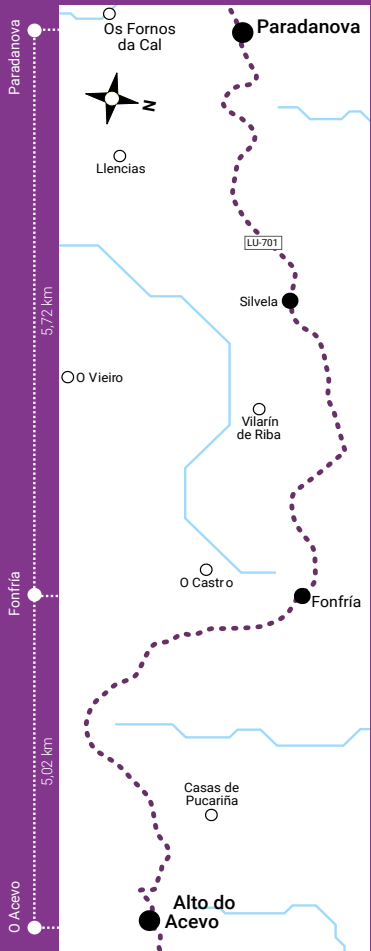 Paradanova
5,72 km
Fonfría
5,02 km
O Acevo
Os Fornos
da Cal
Paradanova
N
Llencias
LU-701
Silvela
O Vieiro
Vilarín
de Riba
O Castro
Fonfría
Casas de
Pucariña
Alto do
Acevo